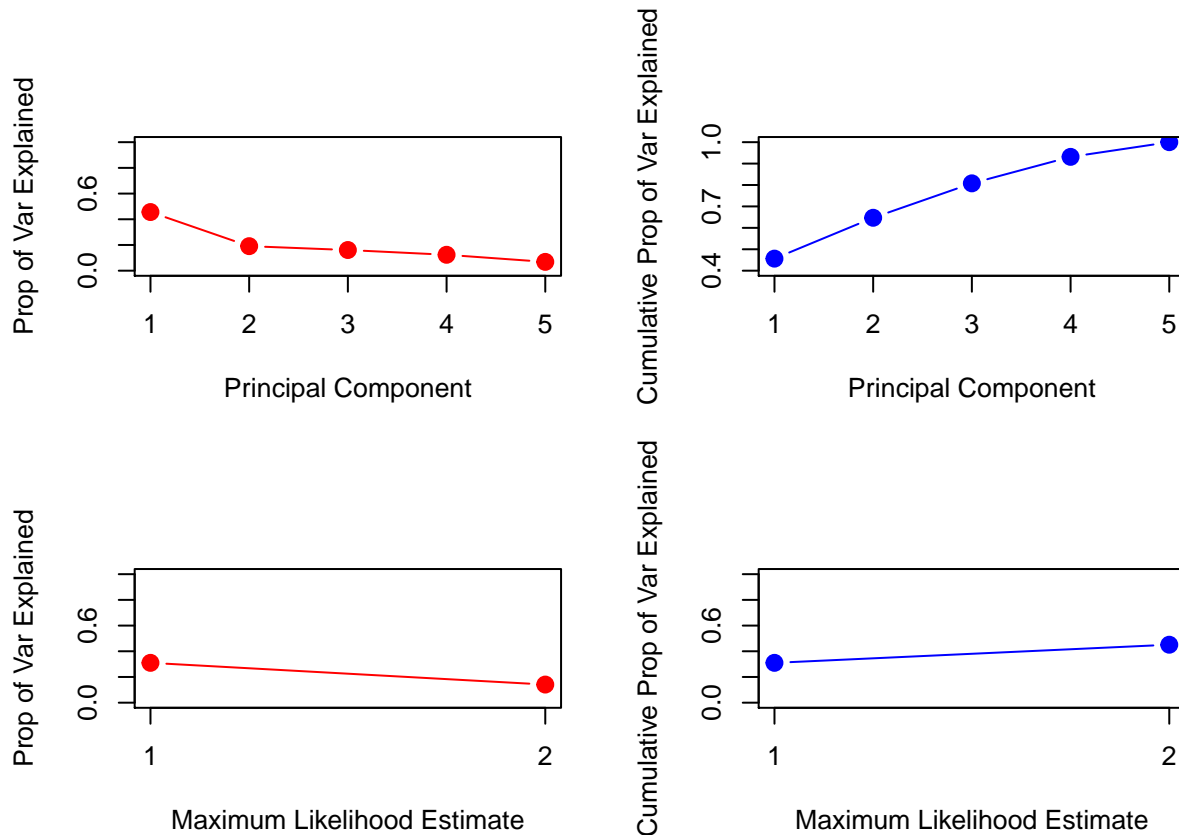 Prop of Var Explained
0.0 0.6
1 2 3 4 5
Principal Component
Cumulative Prop of Var Explained
0.4 0.7 1.0
1 2 3 4 5
Principal Component
Prop of Var Explained
0.0 0.6
1 2
Maximum Likelihood Estimate
Cumulative Prop of Var Explained
0.0 0.6
1 2
Maximum Likelihood Estimate